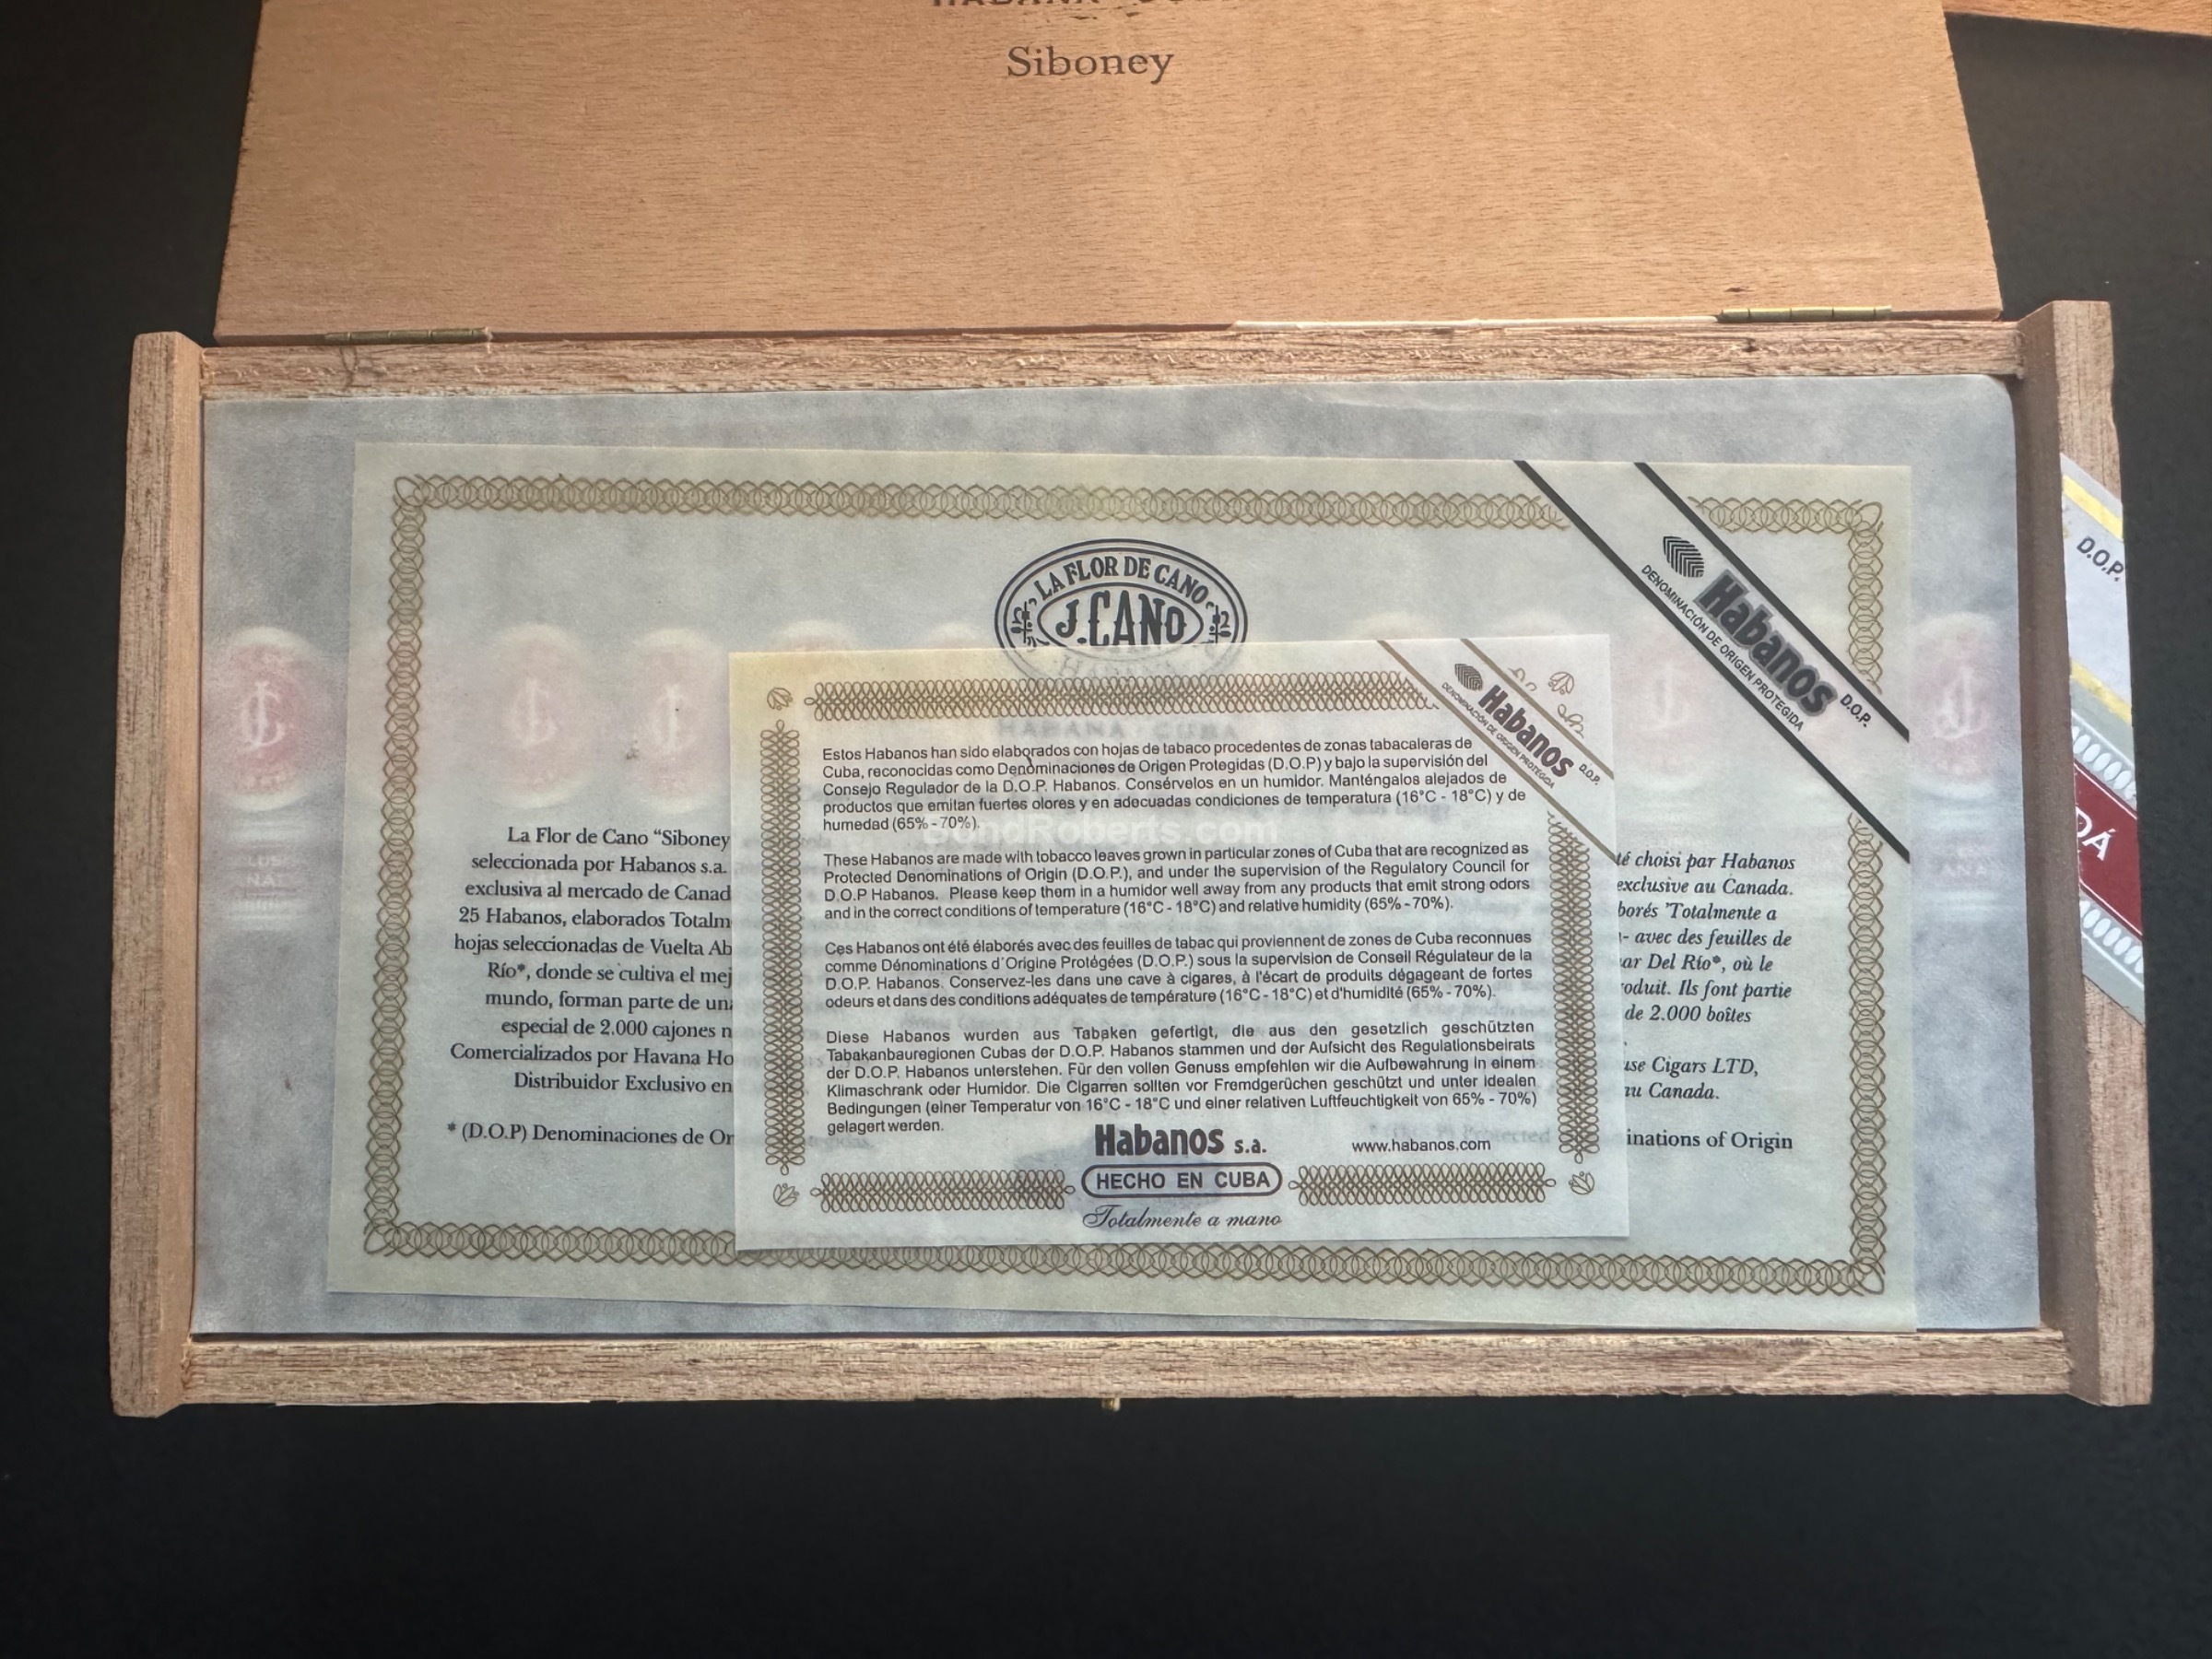 Siboney
LA FLOR DE CANO
J. CANO
HABANA · CUBA
Habanos
DENOMINACIÓN DE ORIGEN PROTEGIDA
D.O.P.
D.O.P.
DÁ
La Flor de Cano “Siboney
seleccionada por Habanos s.a.
exclusiva al mercado de Canad
25 Habanos, elaborados Totalm
hojas seleccionadas de Vuelta Ab
Río*, donde se cultiva el mej
mundo, forman parte de una
especial de 2.000 cajones n
Comercializados por Havana Ho
Distribuidor Exclusivo en
* (D.O.P) Denominaciones de Or
Habanos
DENOMINACIÓN DE ORIGEN PROTEGIDA
D.O.P.
Estos Habanos han sido elaborados con hojas de tabaco procedentes de zonas tabacaleras de
Cuba, reconocidas como Denominaciones de Origen Protegidas (D.O.P) y bajo la supervisión del
Consejo Regulador de la D.O.P. Habanos. Consérvelos en un humidor. Manténgalos alejados de
productos que emitan fuertes olores y en adecuadas condiciones de temperatura (16°C - 18°C) y de
humedad (65% - 70%).
These Habanos are made with tobacco leaves grown in particular zones of Cuba that are recognized as
Protected Denominations of Origin (D.O.P.), and under the supervision of the Regulatory Council for
D.O.P Habanos. Please keep them in a humidor well away from any products that emit strong odors
and in the correct conditions of temperature (16°C - 18°C) and relative humidity (65% - 70%).
Ces Habanos ont été élaborés avec des feuilles de tabac qui proviennent de zones de Cuba reconnues
comme Dénominations d'Origine Protégées (D.O.P.) sous la supervision de Conseil Régulateur de la
D.O.P. Habanos. Conservez-les dans une cave à cigares, à l'écart de produits dégageant de fortes
odeurs et dans des conditions adéquates de température (16°C - 18°C) et d'humidité (65% - 70%).
Diese Habanos wurden aus Tabaken gefertigt, die aus den gesetzlich geschützten
Tabakanbauregionen Cubas der D.O.P. Habanos stammen und der Aufsicht des Regulationsbeirats
der D.O.P. Habanos unterstehen. Für den vollen Genuss empfehlen wir die Aufbewahrung in einem
Klimaschrank oder Humidor. Die Cigarren sollten vor Fremdgerüchen geschützt und unter idealen
Bedingungen (einer Temperatur von 16°C - 18°C und einer relativen Luftfeuchtigkeit von 65% - 70%)
gelagert werden.
Habanos s.a.
www.habanos.com
HECHO EN CUBA
Totalmente a mano
té choisi par Habanos
exclusive au Canada.
borés 'Totalmente a
- avec des feuilles de
ar Del Río*, où le
roduit. Ils font partie
de 2.000 boîtes
use Cigars LTD,
au Canada.
inations of Origin